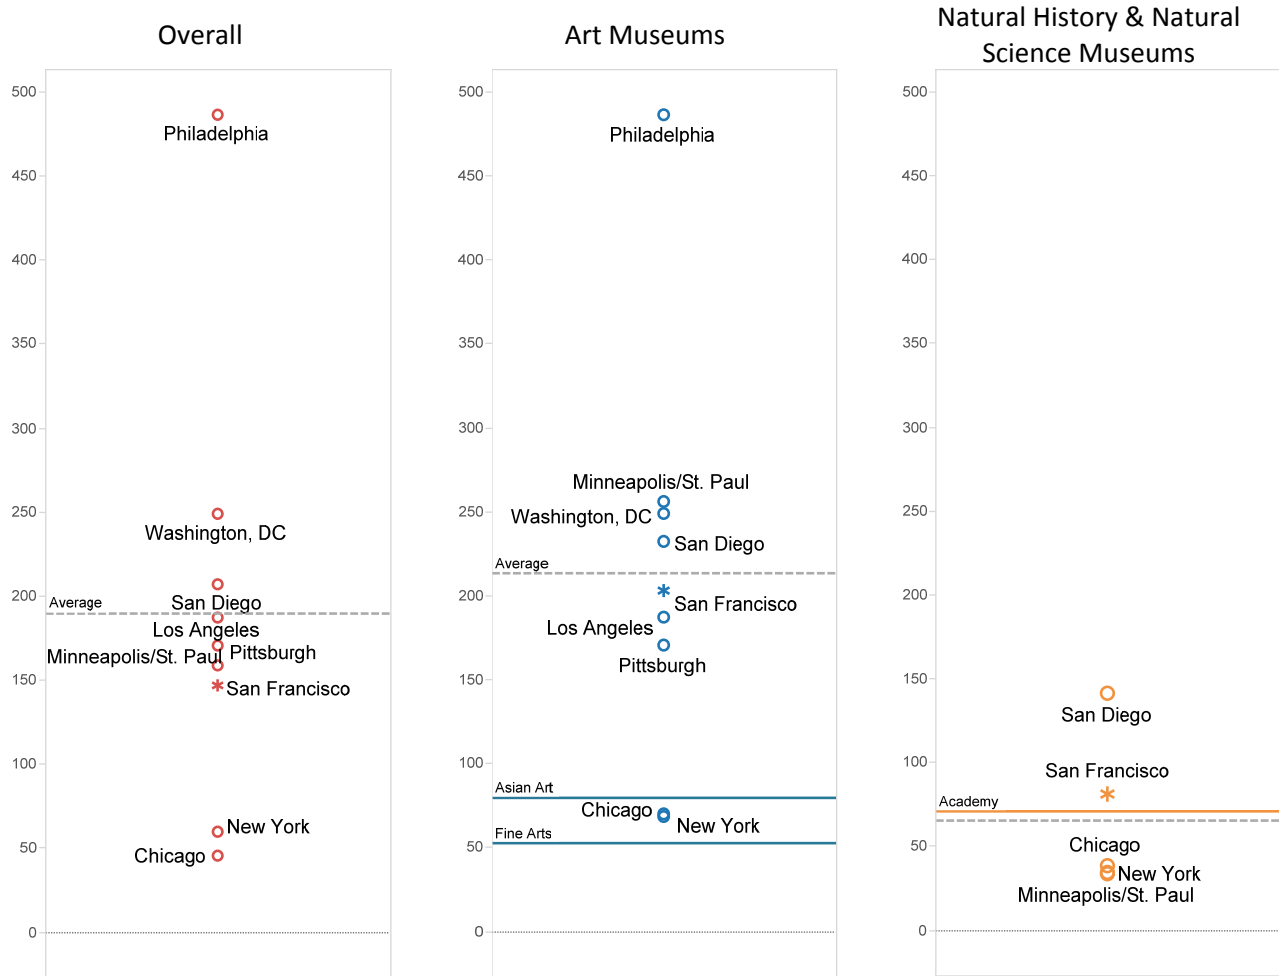 Overall
500
Philadelphia
450
400
350
300
250
Washington, DC
200
Average
San Diego
Los Angeles
Minneapolis/St. Paul
Pittsburgh
150
San Francisco
100
New York
50
Chicago
0
Art Museums
500
Philadelphia
450
400
350
300
Minneapolis/St. Paul
250
Washington, DC
San Diego
Average
200
San Francisco
Los Angeles
Pittsburgh
150
100
Asian Art
Chicago
New York
Fine Arts
50
0
Natural History & Natural
Science Museums
500
450
400
350
300
250
200
150
San Diego
100
San Francisco
Academy
50
Chicago
New York
Minneapolis/St. Paul
0